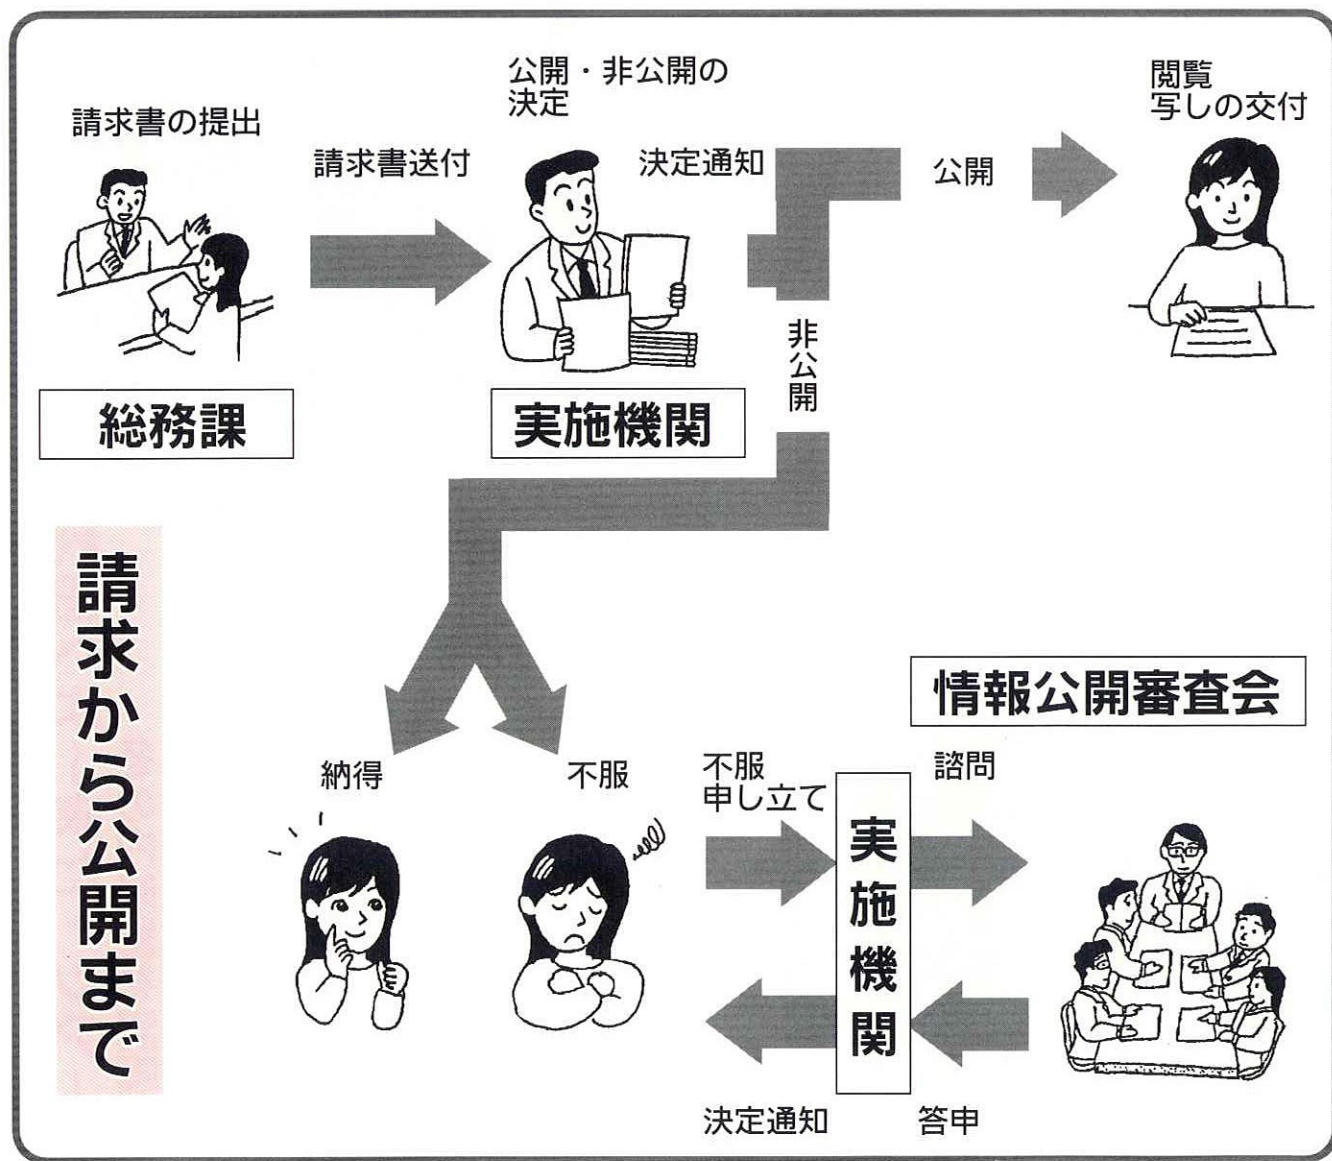 請求から公開まで
請求書の提出
総務課
請求書送付
公開・非公開の
決定
実施機関
決定通知
公開
閲覧
写しの交付
非公開
納得
不服
不服
申し立て
実施機関
諮問
情報公開審査会
答申
決定通知